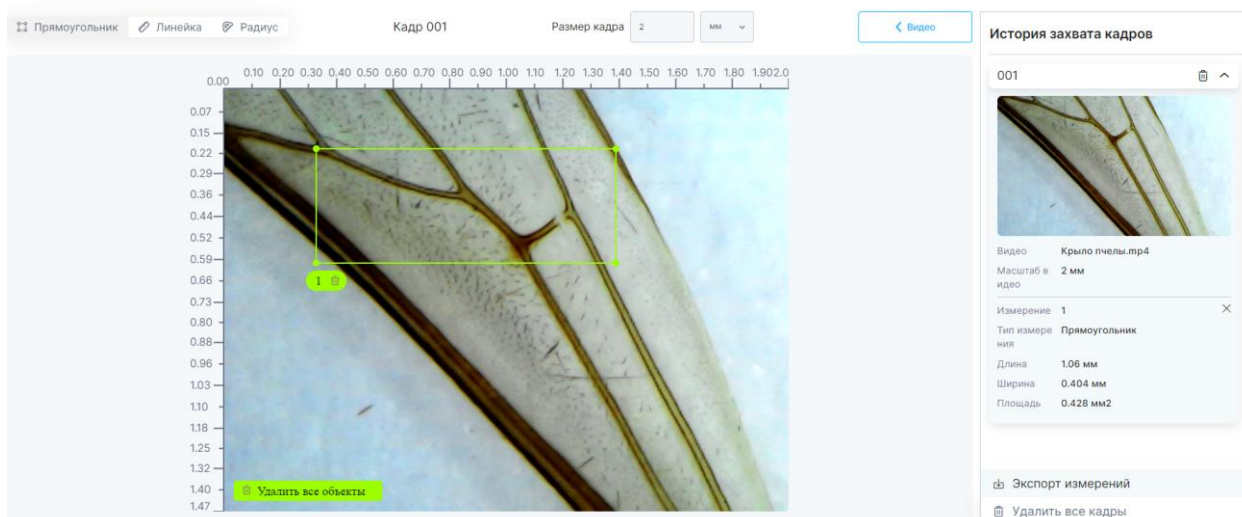 Прямоугольник Линейка Радиус Кадр 001 Размер кадра 2 мм Видео
История захвата кадров
001
0.00 0.10 0.20 0.30 0.40 0.50 0.60 0.70 0.80 0.90 1.00 1.10 1.20 1.30 1.40 1.50 1.60 1.70 1.80 1.902.0
0.07
0.15
0.22
0.29
0.36
0.44
0.52
0.59
0.66
0.73
0.80
0.88
0.96
1.03
1.10
1.18
1.25
1.32
1.40
1.47
1
Удалить все объекты
Видео Крыло пчелы.mp4
Масштаб в 2 мм
идео
Измерение 1
Тип измере Прямоугольник
ния
Длина 1.06 мм
Ширина 0.404 мм
Площадь 0.428 мм2
Экспорт измерений
Удалить все кадры